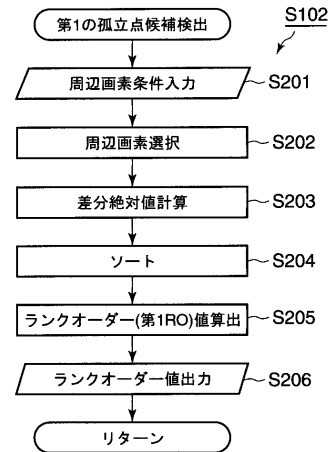 第1の孤立点候補検出
S102
周辺画素条件入力
S201
周辺画素選択
S202
差分絶対値計算
S203
ソート
S204
ランクオーダー(第1RO)値算出
S205
ランクオーダー値出力
S206
リターン